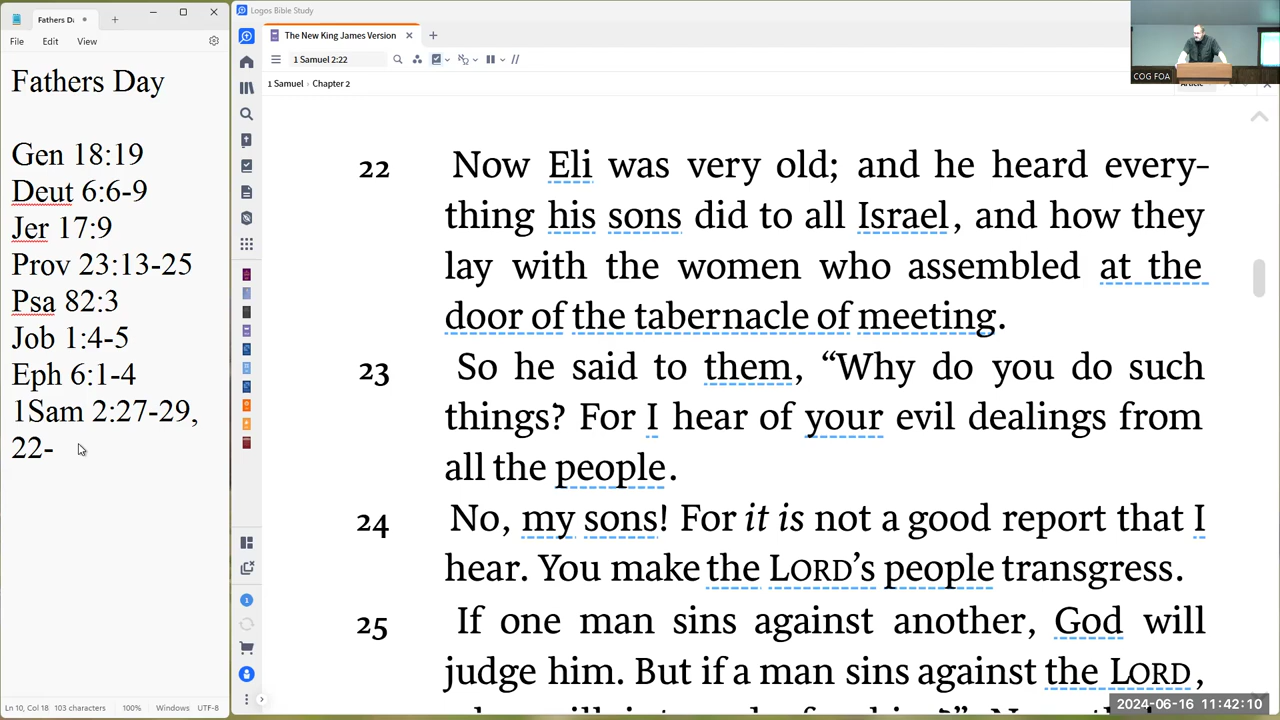 Fathers Da
File
Edit
View
Fathers Day
Gen 18:19
Deut 6:6-9
Jer 17:9
Prov 23:13-25
Psa 82:3
Job 1:4-5
Eph 6:1-4
1Sam 2:27-29,
22-
Ln 10, Col 18
103 characters
100%
Windows
UTF-8
Logos Bible Study
The New King James Version
1 Samuel 2:22
1 Samuel › Chapter 2
COG FOA
22 Now Eli was very old; and he heard every-
thing his sons did to all Israel, and how they
lay with the women who assembled at the
door of the tabernacle of meeting.
23 So he said to them, “Why do you do such
things? For I hear of your evil dealings from
all the people.
24 No, my sons! For it is not a good report that I
hear. You make the LORD’s people transgress.
25 If one man sins against another, God will
judge him. But if a man sins against the LORD,
2024-06-16 11:42:10